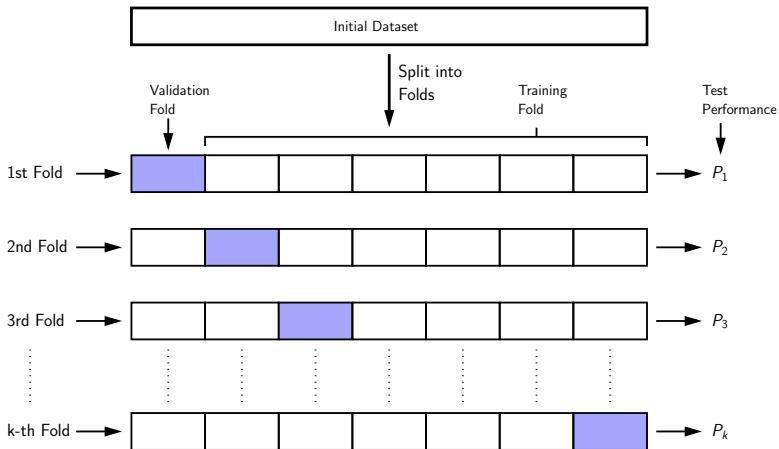 Initial Dataset
Split into
Folds
Validation
Fold
Training
Fold
Test
Performance
1st Fold
P1
2nd Fold
P2
3rd Fold
P3
k-th Fold
Pk